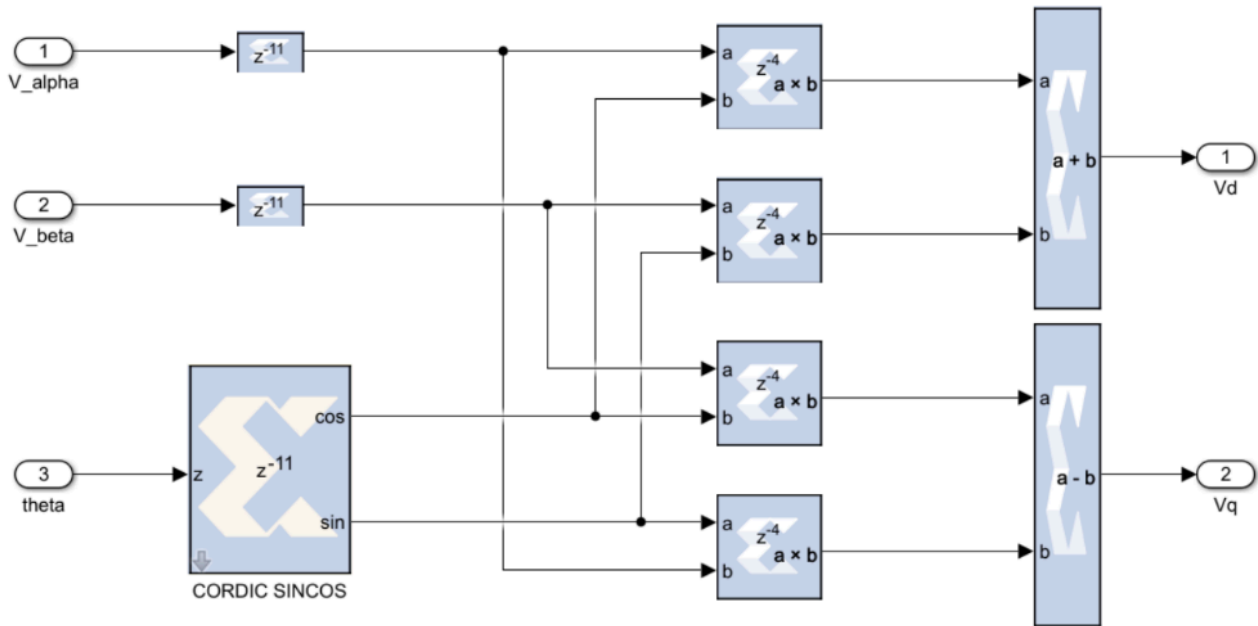 1
V_alpha
z-11
a
b
z-4
a × b
a
b
a + b
1
Vd
2
V_beta
z-11
a
b
z-4
a × b
3
theta
z
z-11
cos
sin
CORDIC SINCOS
a
b
z-4
a × b
a
b
z-4
a × b
a
b
a - b
2
Vq